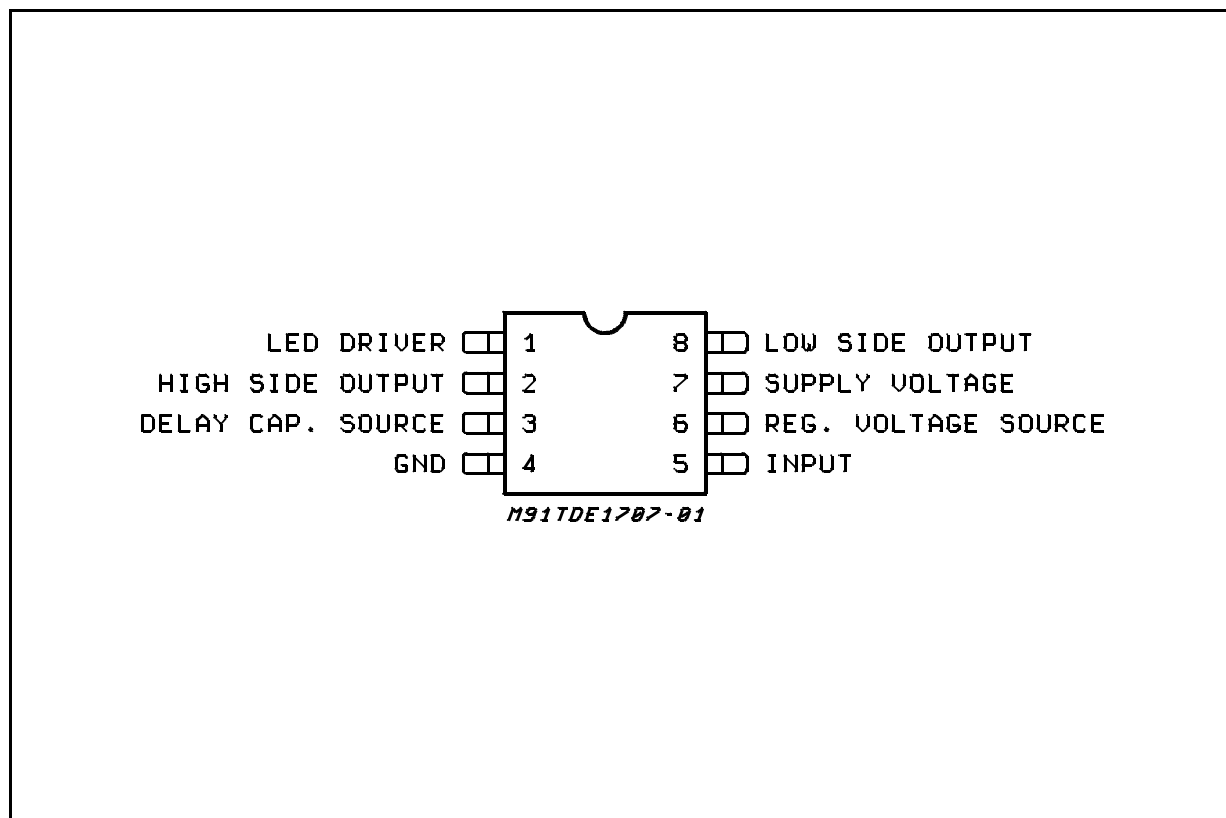 LED DRIVER 1 8 LOW SIDE OUTPUT
HIGH SIDE OUTPUT 2 7 SUPPLY VOLTAGE
DELAY CAP. SOURCE 3 6 REG. VOLTAGE SOURCE
GND 4 5 INPUT
M91TDE1707-01